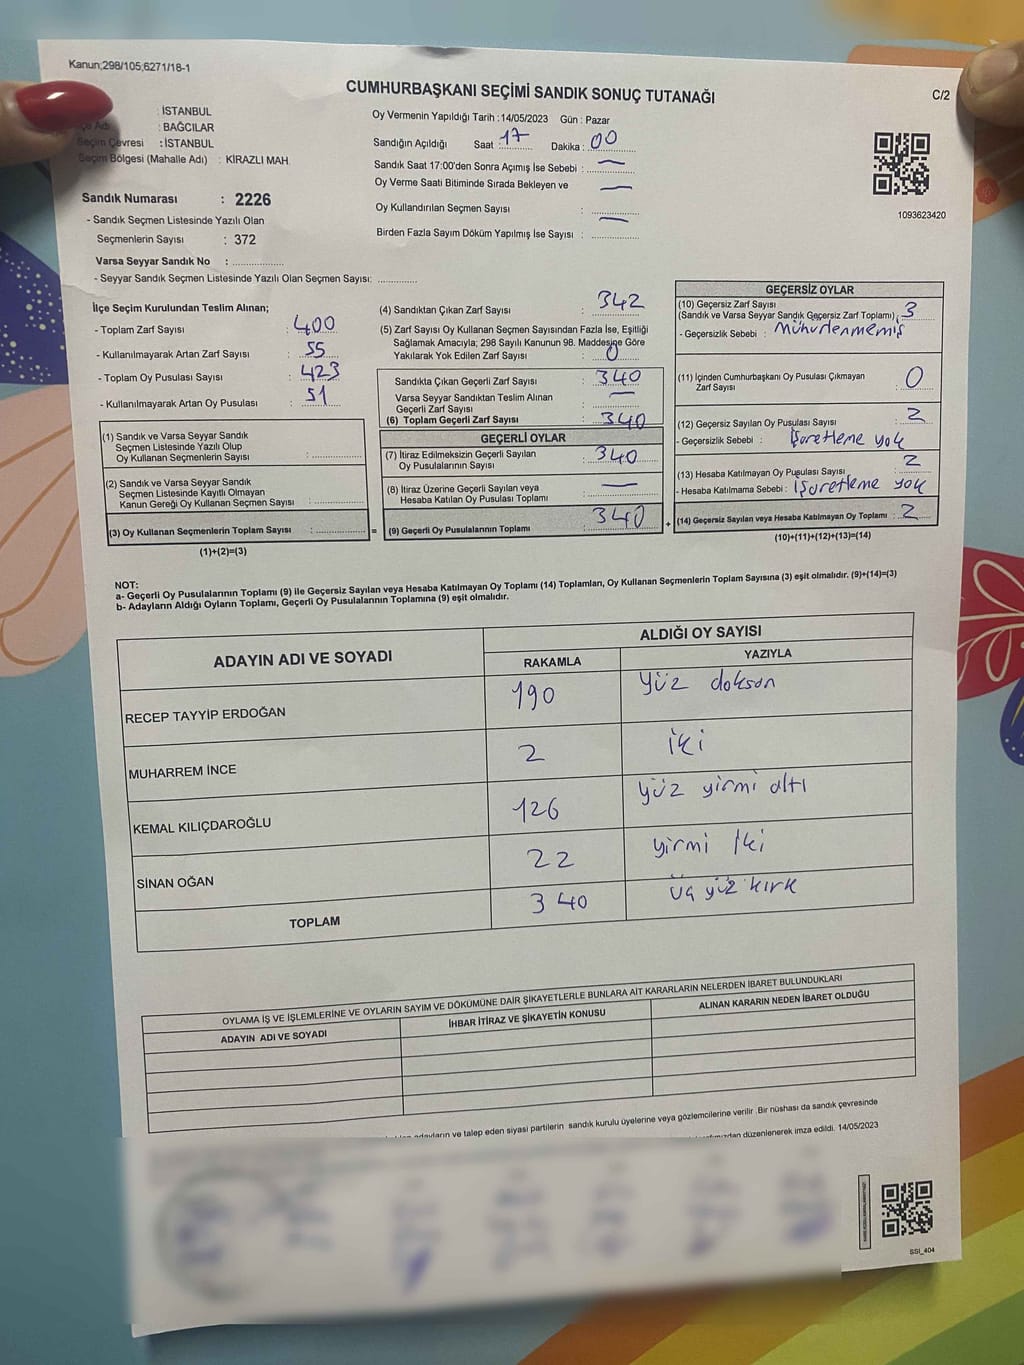 Kanun;298/105;6271/18-1
CUMHURBAŞKANI SEÇİMİ SANDIK SONUÇ TUTANAĞI
C/2
: İSTANBUL
: BAĞCILAR
Seçim Çevresi : İSTANBUL
Seçim Bölgesi (Mahalle Adı) : KİRAZLI MAH.
Oy Vermenin Yapıldığı Tarih :14/05/2023 Gün : Pazar
Sandığın Açıldığı Saat : 17 Dakika : 00
Sandık Saat 17:00'den Sonra Açımış İse Sebebi : —
Oy Verme Saati Bitiminde Sırada Bekleyen ve —
Oy Kullandırılan Seçmen Sayısı :
Birden Fazla Sayım Döküm Yapılmış İse Sayısı : —
1093623420
Sandık Numarası : 2226
- Sandık Seçmen Listesinde Yazılı Olan
Seçmenlerin Sayısı : 372
Varsa Seyyar Sandık No :
- Seyyar Sandık Seçmen Listesinde Yazılı Olan Seçmen Sayısı:
İlçe Seçim Kurulundan Teslim Alınan;
- Toplam Zarf Sayısı : 400
- Kullanılmayarak Artan Zarf Sayısı : 55
- Toplam Oy Pusulası Sayısı : 423
- Kullanılmayarak Artan Oy Pusulası : 51
(1) Sandık ve Varsa Seyyar Sandık
Seçmen Listesinde Yazılı Olup
Oy Kullanan Seçmenlerin Sayısı :
(2) Sandık ve Varsa Seyyar Sandık
Seçmen Listesinde Kayıtlı Olmayan
Kanun Gereği Oy Kullanan Seçmen Sayısı :
(3) Oy Kullanan Seçmenlerin Toplam Sayısı : =
(1)+(2)=(3)
(4) Sandıktan Çıkan Zarf Sayısı : 342
(5) Zarf Sayısı Oy Kullanan Seçmen Sayısından Fazla İse, Eşitliği
Sağlamak Amacıyla; 298 Sayılı Kanunun 98. Maddesine Göre
Yakılarak Yok Edilen Zarf Sayısı : 0
Sandıkta Çıkan Geçerli Zarf Sayısı : 340
Varsa Seyyar Sandıktan Teslim Alınan
Geçerli Zarf Sayısı : —
(6) Toplam Geçerli Zarf Sayısı : 340
GEÇERLİ OYLAR
(7) İtiraz Edilmeksizin Geçerli Sayılan
Oy Pusulalarının Sayısı : 340
(8) İtiraz Üzerine Geçerli Sayılan veya
Hesaba Katılan Oy Pusulası Toplamı : —
(9) Geçerli Oy Pusulalarının Toplamı : 340 +
GEÇERSİZ OYLAR
(10) Geçersiz Zarf Sayısı
(Sandık ve Varsa Seyyar Sandık Geçersiz Zarf Toplamı) : 3
- Geçersizlik Sebebi : Mühürlenmemiş
(11) İçinden Cumhurbaşkanı Oy Pusulası Çıkmayan
Zarf Sayısı : 0
(12) Geçersiz Sayılan Oy Pusulası Sayısı : 2
- Geçersizlik Sebebi : İşaretleme yok
(13) Hesaba Katılmayan Oy Pusulası Sayısı : 2
- Hesaba Katılmama Sebebi : İşaretleme yok
(14) Geçersiz Sayılan veya Hesaba Katılmayan Oy Toplamı : 2
(10)+(11)+(12)+(13)=(14)
NOT:
a- Geçerli Oy Pusulalarının Toplamı (9) ile Geçersiz Sayılan veya Hesaba Katılmayan Oy Toplamı (14) Toplamları, Oy Kullanan Seçmenlerin Toplam Sayısına (3) eşit olmalıdır. (9)+(14)=(3)
b- Adayların Aldığı Oyların Toplamı, Geçerli Oy Pusulalarının Toplamına (9) eşit olmalıdır.
ADAYIN ADI VE SOYADI
ALDIĞI OY SAYISI
RAKAMLA YAZIYLA
RECEP TAYYİP ERDOĞAN 190 yüz doksan
MUHARREM İNCE 2 iki
KEMAL KILIÇDAROĞLU 126 yüz yirmi altı
SİNAN OĞAN 22 yirmi iki
TOPLAM 340 üç yüz kırk
OYLAMA İŞ VE İŞLEMLERİNE VE OYLARIN SAYIM VE DÖKÜMÜNE DAİR ŞİKAYETLERLE BUNLARA AİT KARARLARIN NELERDEN İBARET BULUNDUKLARI
ADAYIN ADI VE SOYADI İHBAR İTİRAZ VE ŞİKAYETİN KONUSU ALINAN KARARIN NEDEN İBARET OLDUĞU
ve talep eden siyasi partilerin sandık kurulu üyelerine veya gözlemcilerine verilir. Bir nüshası da sandık çevresinde
düzenlenerek imza edildi. 14/05/2023
SSI_404